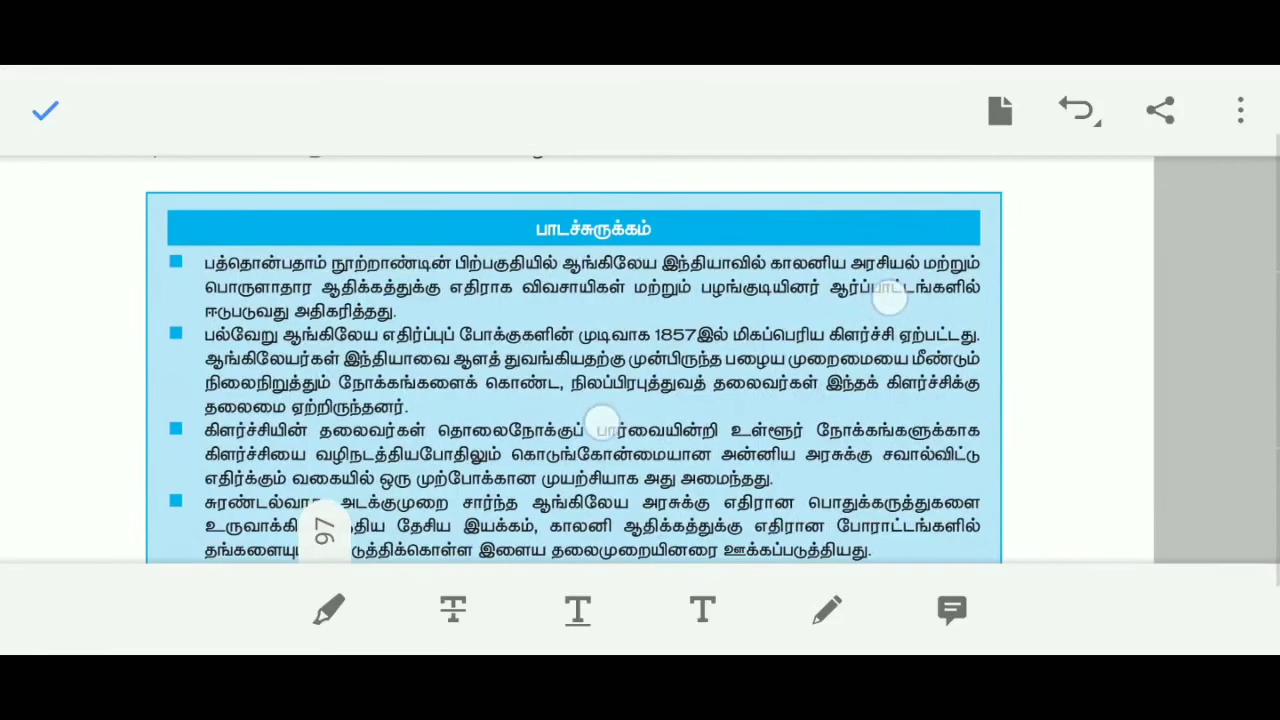 பாடச்சுருக்கம்
பத்தொன்பதாம் நூற்றாண்டின் பிற்பகுதியில் ஆங்கிலேய இந்தியாவில் காலனிய அரசியல் மற்றும்
பொருளாதார ஆதிக்கத்துக்கு எதிராக விவசாயிகள் மற்றும் பழங்குடியினர் ஆர்ப்பாட்டங்களில்
ஈடுபடுவது அதிகரித்தது.
பல்வேறு ஆங்கிலேய எதிர்ப்புப் போக்குகளின் முடிவாக 1857இல் மிகப்பெரிய கிளர்ச்சி ஏற்பட்டது.
ஆங்கிலேயர்கள் இந்தியாவை ஆளத் துவங்கியதற்கு முன்பிருந்த பழைய முறைமையை மீண்டும்
நிலைநிறுத்தும் நோக்கங்களைக் கொண்ட, நிலப்பிரபுத்துவத் தலைவர்கள் இந்தக் கிளர்ச்சிக்கு
தலைமை ஏற்றிருந்தனர்.
கிளர்ச்சியின் தலைவர்கள் தொலைநோக்குப் பார்வையின்றி உள்ளூர் நோக்கங்களுக்காக
கிளர்ச்சியை வழிநடத்தியபோதிலும் கொடுங்கோன்மையான அன்னிய அரசுக்கு சவால்விட்டு
எதிர்க்கும் வகையில் ஒரு முற்போக்கான முயற்சியாக அது அமைந்தது.
சுரண்டல்வாத அடக்குமுறை சார்ந்த ஆங்கிலேய அரசுக்கு எதிரான பொதுக்கருத்துகளை
தேசிய இயக்கம், காலனி ஆதிக்கத்துக்கு எதிரான போராட்டங்களில்
இளைய தலைமுறையினரை ஊக்கப்படுத்தியது.
97